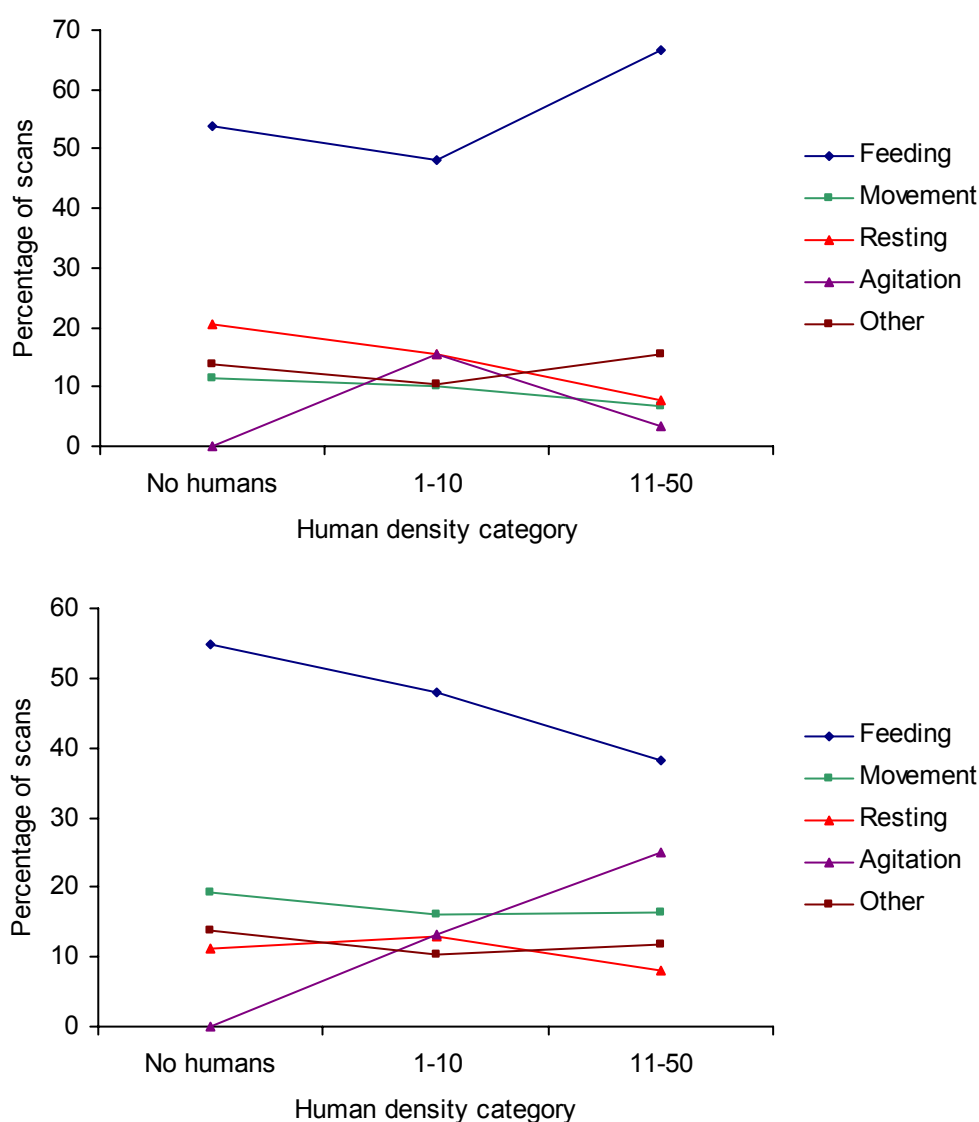 70
60
50
40
30
20
10
0
Percentage of scans
No humans 1-10 11-50
Human density category
Feeding
Movement
Resting
Agitation
Other
60
50
40
30
20
10
0
Percentage of scans
No humans 1-10 11-50
Human density category
Feeding
Movement
Resting
Agitation
Other